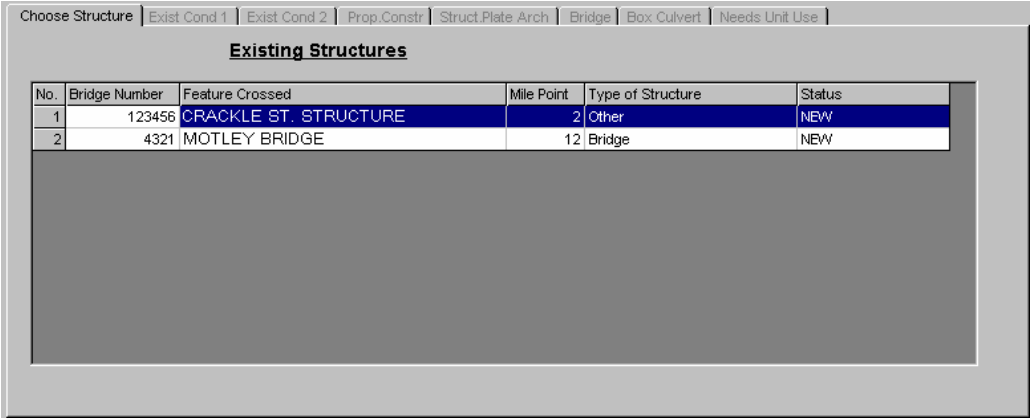 Choose Structure Exist Cond 1 Exist Cond 2 Prop.Constr Struct.Plate Arch Bridge Box Culvert Needs Unit Use
Existing Structures
No. Bridge Number Feature Crossed Mile Point Type of Structure Status
1 123456 CRACKLE ST. STRUCTURE 2 Other NEW
2 4321 MOTLEY BRIDGE 12 Bridge NEW